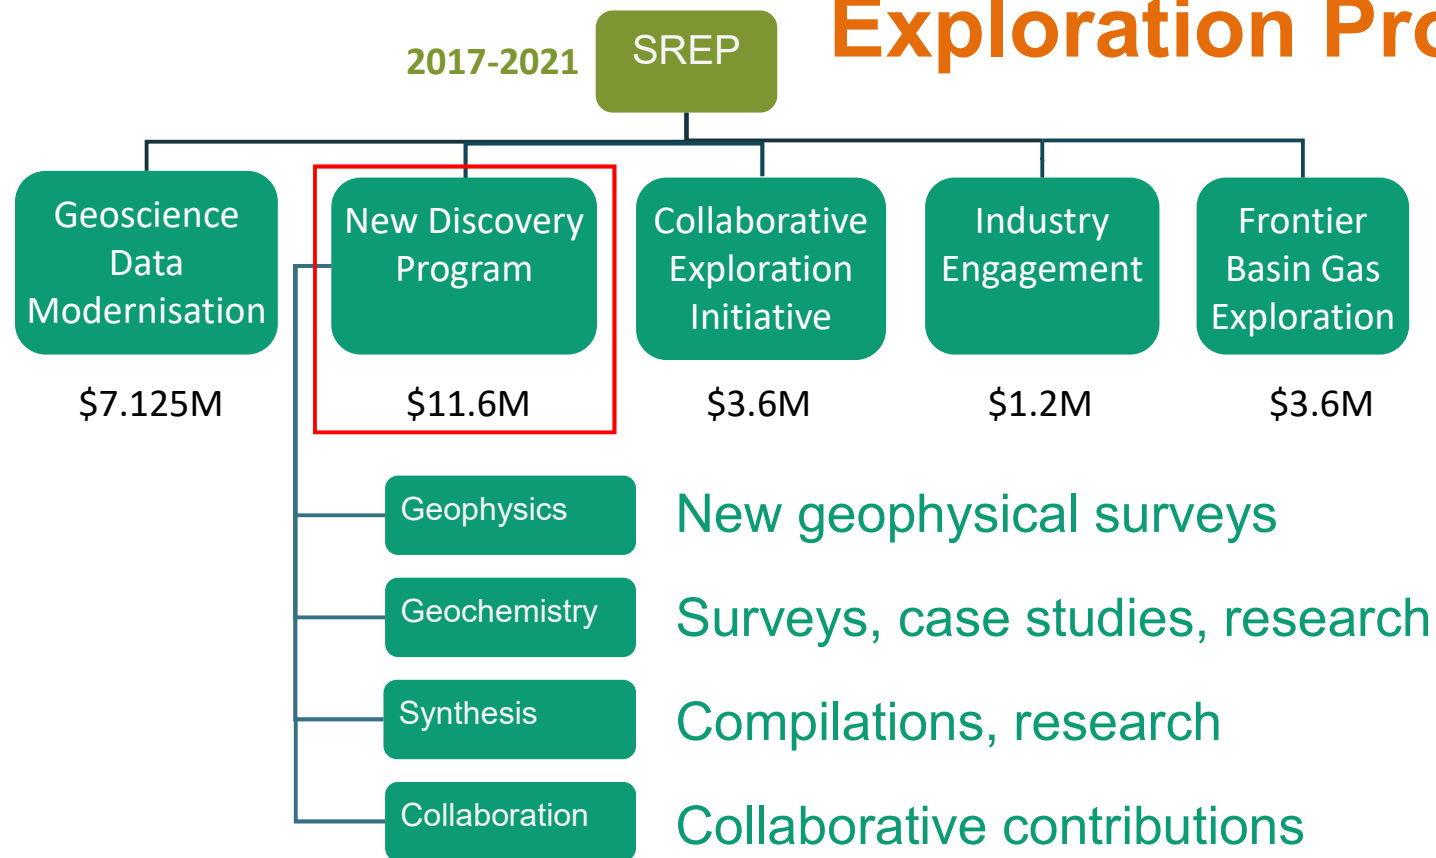 Exploration
2017-2021
SREP
Geoscience
Data
Modernisation
New Discovery
Program
Collaborative
Exploration
Initiative
Industry
Engagement
Frontier
Basin Gas
Exploration
$7.125M
$11.6M
$3.6M
$1.2M
$3.6M
Geophysics
New geophysical surveys
Geochemistry
Surveys, case studies, research
Synthesis
Compilations, research
Collaboration
Collaborative contributions